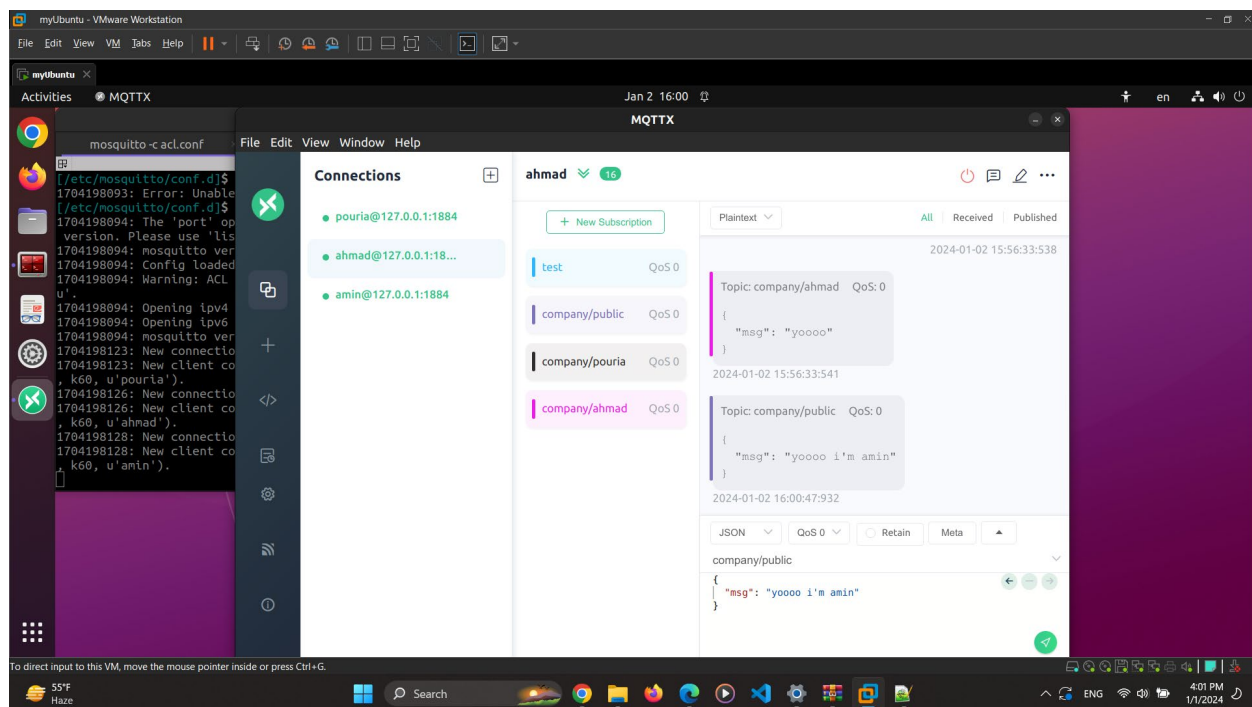 myUbuntu - VMware Workstation
File Edit View VM Tabs Help
myUbuntu
Activities MQTTX Jan 2 16:00 en
MQTTX
mosquitto -c acl.conf
File Edit View Window Help
[/etc/mosquitto/conf.d]$
1704198093: Error: Unable
[/etc/mosquitto/conf.d]$
1704198094: The 'port' op
version. Please use 'lis
1704198094: mosquitto ver
1704198094: Config loaded
1704198094: Warning: ACL
u'.
1704198094: Opening ipv4
1704198094: Opening ipv6
1704198094: mosquitto ver
1704198123: New connectio
1704198123: New client co
, k60, u'pouria').
1704198126: New connectio
1704198126: New client co
, k60, u'ahmad').
1704198128: New connectio
1704198128: New client co
, k60, u'amin').
Connections
pouria@127.0.0.1:1884
ahmad@127.0.0.1:18...
amin@127.0.0.1:1884
ahmad 16
+ New Subscription
test QoS 0
company/public QoS 0
company/pouria QoS 0
company/ahmad QoS 0
Plaintext All Received Published
2024-01-02 15:56:33:538
Topic: company/ahmad QoS: 0
{
"msg": "yoooo"
}
2024-01-02 15:56:33:541
Topic: company/public QoS: 0
{
"msg": "yoooo i'm amin"
}
2024-01-02 16:00:47:932
JSON QoS 0 Retain Meta
company/public
{
"msg": "yoooo i'm amin"
}
To direct input to this VM, move the mouse pointer inside or press Ctrl+G.
55°F
Haze
Search
ENG
4:01 PM
1/1/2024